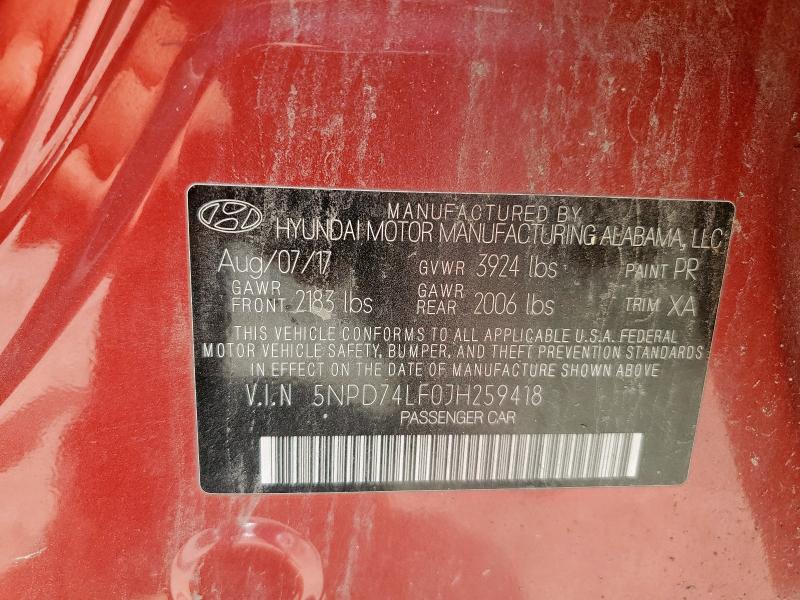 MANUFACTURED BY
HYUNDAI MOTOR MANUFACTURING ALABAMA, LLC
Aug/07/17 GVWR 3924 lbs PAINT PR
GAWR FRONT 2183 lbs GAWR REAR 2006 lbs TRIM XA
THIS VEHICLE CONFORMS TO ALL APPLICABLE U.S.A. FEDERAL
MOTOR VEHICLE SAFETY, BUMPER, AND THEFT PREVENTION STANDARDS
IN EFFECT ON THE DATE OF MANUFACTURE SHOWN ABOVE
V.I.N 5NPD74LF0JH259418
PASSENGER CAR